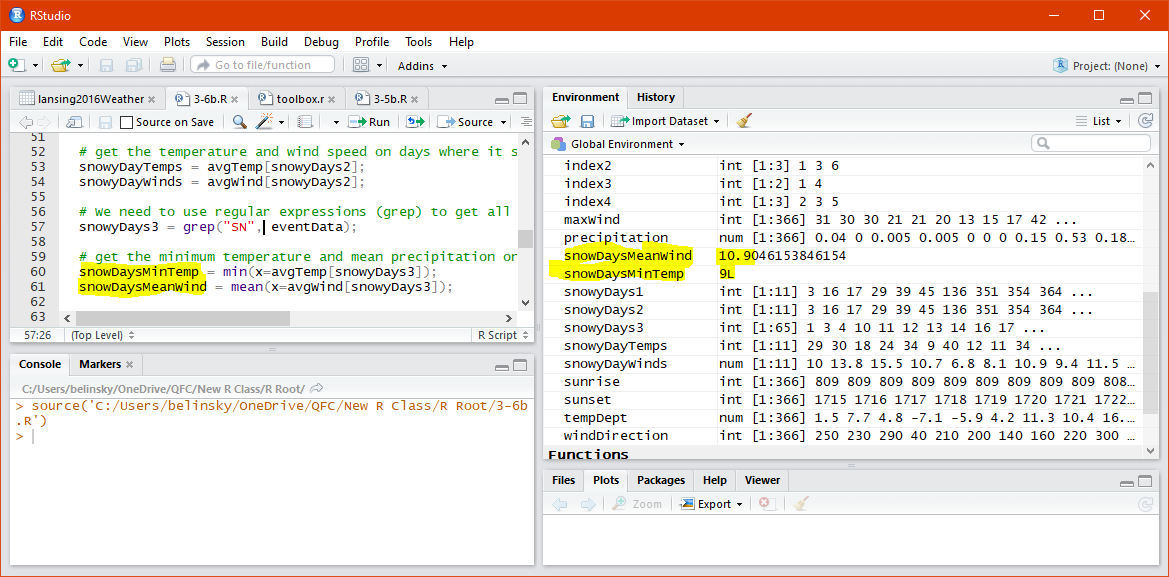 RStudio
File Edit Code View Plots Session Build Debug Profile Tools Help
Go to file/function Addins Project: (None)
lansing2016Weather 3-6b.R toolbox.r 3-5b.R
Source on Save Run Source
51
52 # get the temperature and wind speed on days where it s
53 snowyDayTemps = avgTemp[snowyDays2];
54 snowyDayWinds = avgWind[snowyDays2];
55
56 # We need to use regular expressions (grep) to get all
57 snowyDays3 = grep("SN", eventData);
58
59 # get the minimum temperature and mean precipitation on
60 snowDaysMinTemp = min(x=avgTemp[snowyDays3]);
61 snowDaysMeanWind = mean(x=avgWind[snowyDays3]);
62
63
57:26 (Top Level) R Script
Console Markers
C:/Users/belinsky/OneDrive/QFC/New R Class/R Root/
> source('C:/Users/belinsky/OneDrive/QFC/New R Class/R Root/3-6b
.R')
>
Environment History
Import Dataset List
Global Environment
index2 int [1:3] 1 3 6
index3 int [1:2] 1 4
index4 int [1:3] 2 3 5
maxWind int [1:366] 31 30 30 21 21 20 13 15 17 42 ...
precipitation num [1:366] 0.04 0 0.005 0.005 0 0 0 0.15 0.53 0.18…
snowDaysMeanWind 10.9046153846154
snowDaysMinTemp 9L
snowyDays1 int [1:11] 3 16 17 29 39 45 136 351 354 364 ...
snowyDays2 int [1:11] 3 16 17 29 39 45 136 351 354 364 ...
snowyDays3 int [1:65] 1 3 4 10 11 12 13 14 16 17 ...
snowyDayTemps int [1:11] 29 30 18 24 34 9 40 12 11 34 ...
snowyDayWinds num [1:11] 10 13.8 15.5 10.7 6.8 8.1 10.9 9.4 11.5 …
sunrise int [1:366] 809 809 809 809 809 809 809 809 809 808…
sunset int [1:366] 1715 1716 1717 1718 1719 1720 1721 1722…
tempDept num [1:366] 1.5 7.7 4.8 -7.1 -5.9 4.2 11.3 10.4 16.…
windDirection int [1:366] 250 230 290 40 210 200 140 160 220 300 …
Functions
Files Plots Packages Help Viewer
Zoom Export